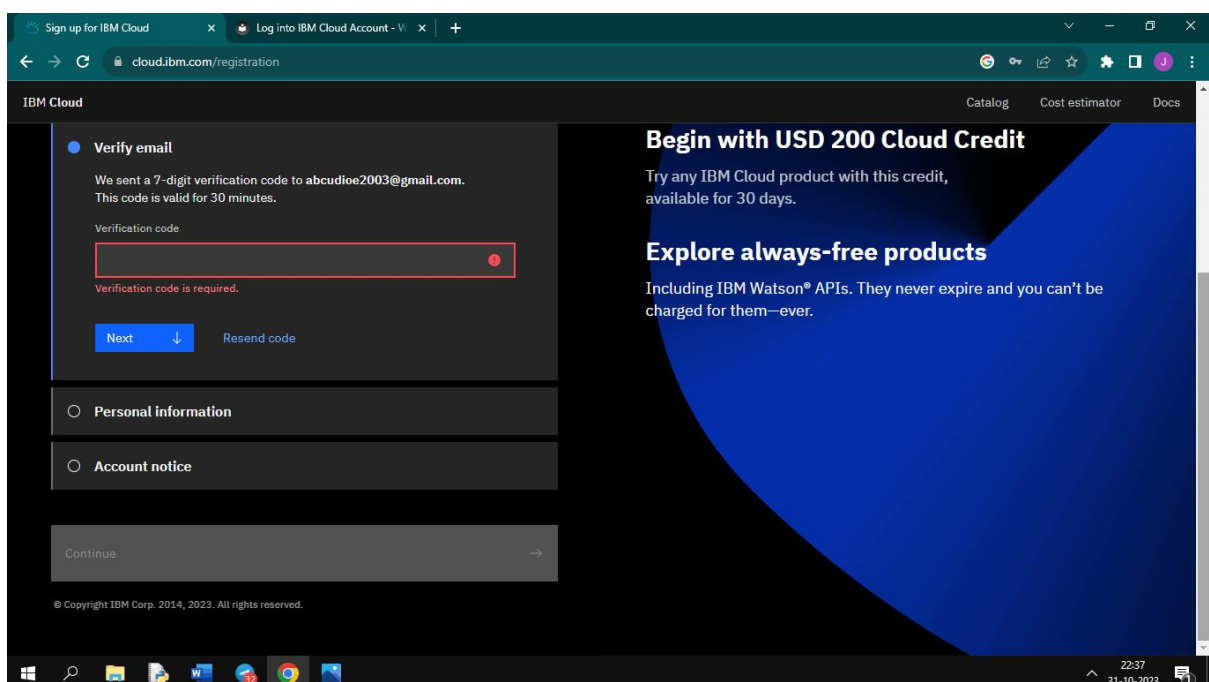 Sign up for IBM Cloud
Log into IBM Cloud Account -
cloud.ibm.com/registration
J
IBM Cloud
Catalog Cost estimator Docs
Verify email
We sent a 7-digit verification code to abcudioe2003@gmail.com.
This code is valid for 30 minutes.
Verification code
Verification code is required.
Next
Resend code
Personal information
Account notice
Continue
© Copyright IBM Corp. 2014, 2023. All rights reserved.
Begin with USD 200 Cloud Credit
Try any IBM Cloud product with this credit,
available for 30 days.
Explore always-free products
Including IBM Watson® APIs. They never expire and you can’t be
charged for them—ever.
22:37
31-10-2023